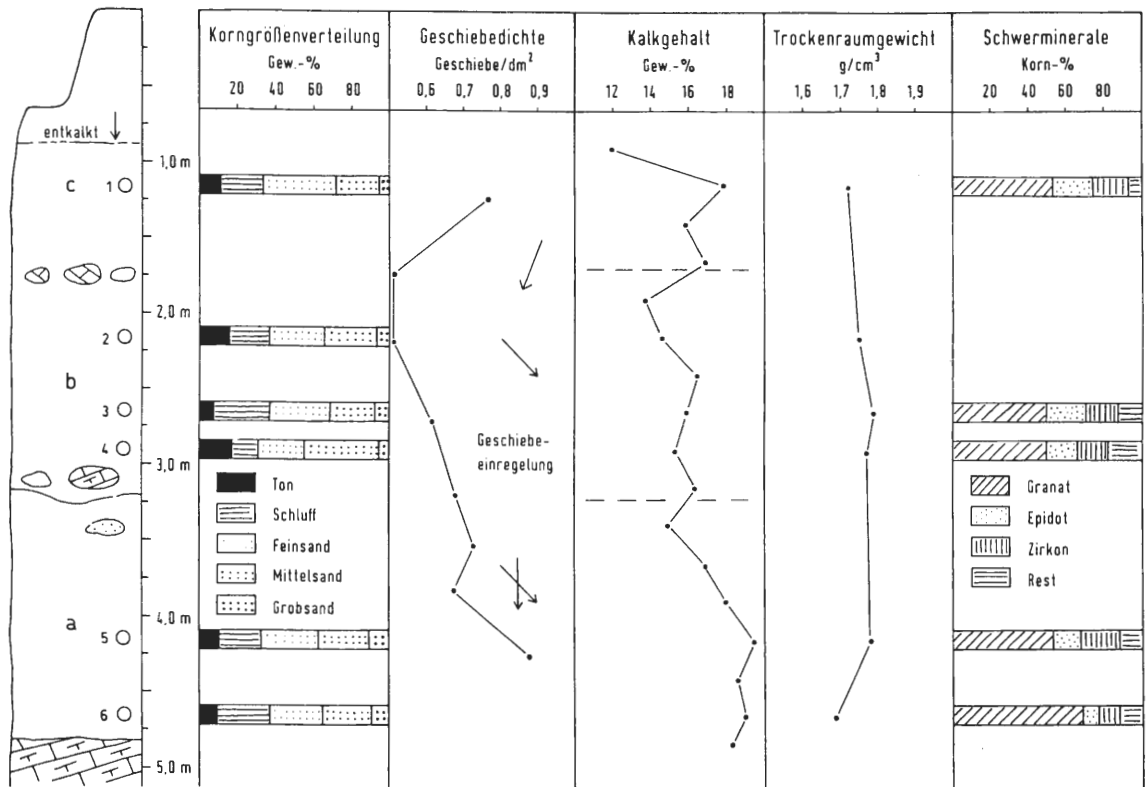 Korngrößenverteilung
Gew.-%
20 40 60 80
Geschiebedichte
Geschiebe/dm²
0,6 0,7 0,8 0,9
Kalkgehalt
Gew.-%
12 14 16 18
Trockenraumgewicht
g/cm³
1,6 1,7 1,8 1,9
Schwerminerale
Korn-%
20 40 60 80
entkalkt
1,0 m
c 1
2,0 m
2
b
3
4
3,0 m
4,0 m
a 5
6
5,0 m
Ton
Schluff
Feinsand
Mittelsand
Grobsand
Geschiebe-
einregelung
Granat
Epidot
Zirkon
Rest